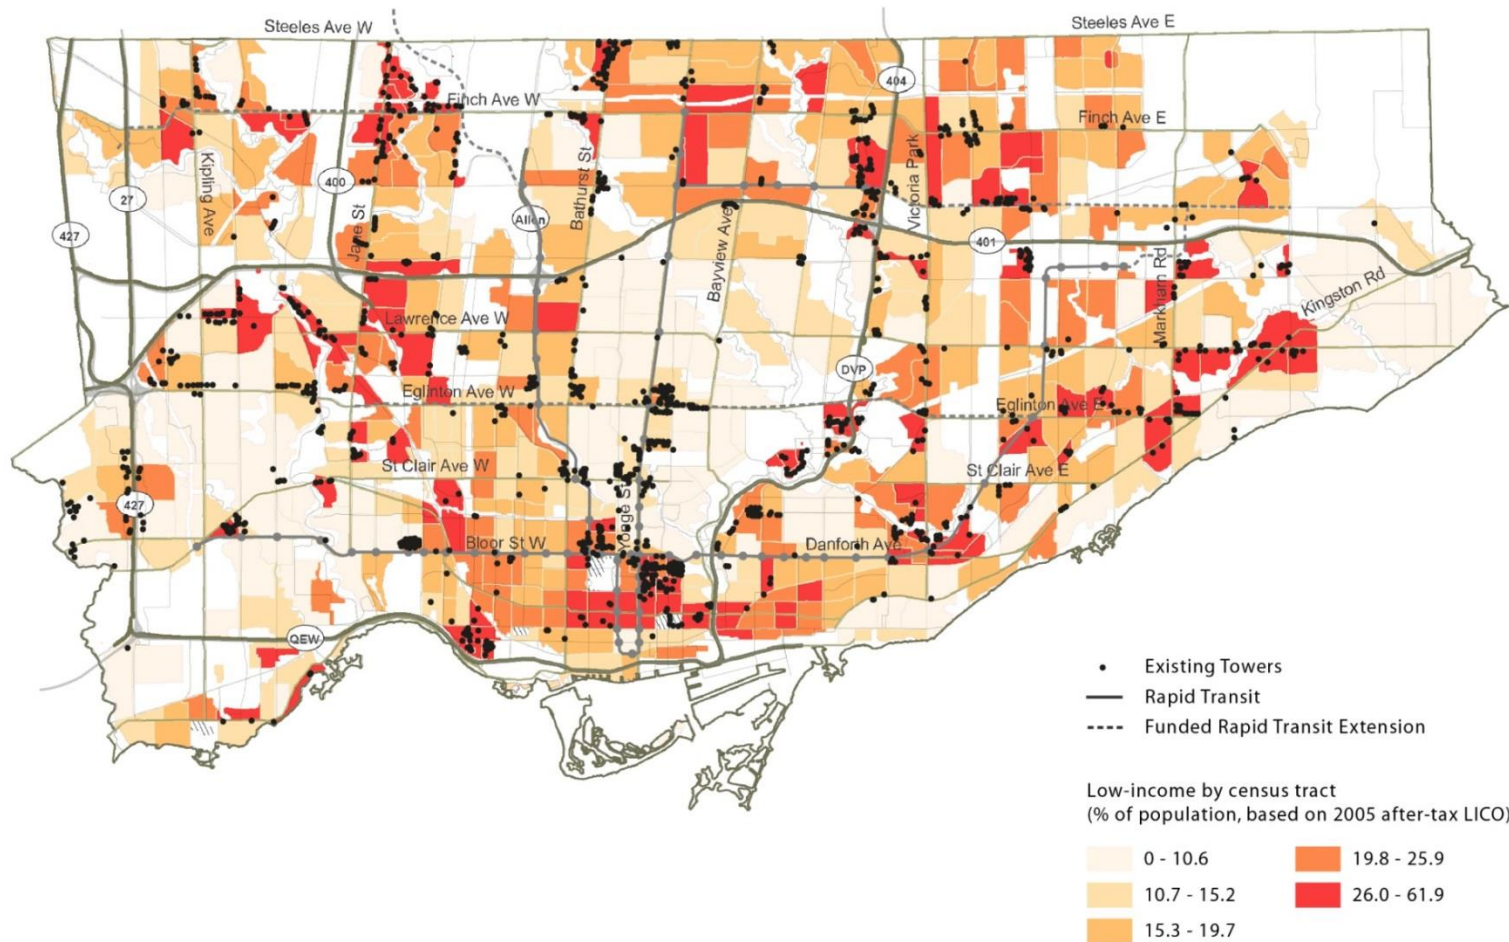 Steeles Ave W
Steeles Ave E
404
Finch Ave W
Finch Ave E
Kipling Ave
400
27
427
Jane St
Allen
Bathurst St
Bayview Ave
Victoria Park
401
Markham Rd
Kingston Rd
Lawrence Ave W
DVP
Eglinton Ave W
Eglinton Ave E
St Clair Ave W
St Clair Ave E
427
Yonge St
Bloor St W
Danforth Ave
QEW
Existing Towers
Rapid Transit
Funded Rapid Transit Extension
Low-income by census tract
(% of population, based on 2005 after-tax LICO)
0 - 10.6
19.8 - 25.9
10.7 - 15.2
26.0 - 61.9
15.3 - 19.7